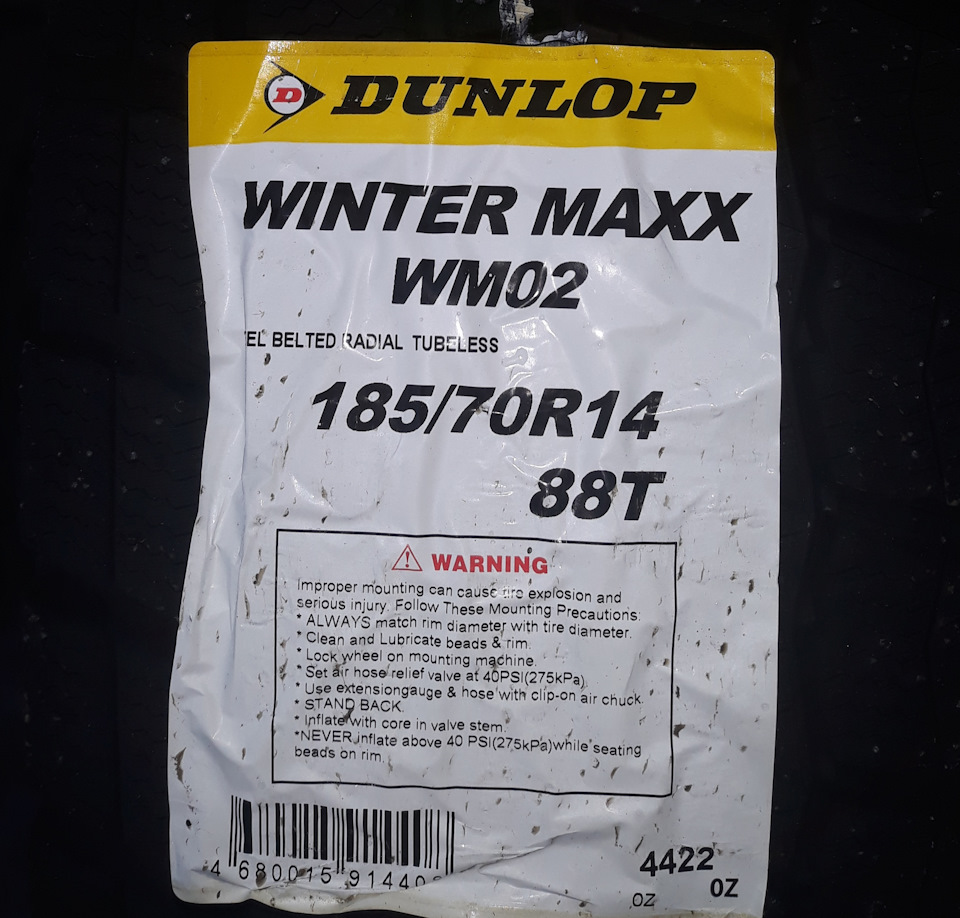 D DUNLOP
WINTER MAXX
WM02
EL BELTED RADIAL TUBELESS
185/70R14
88T
WARNING
Improper mounting can cause explosion and
serious injury. Follow These Mounting Precautions:
* ALWAYS match rim diameter with tire diameter.
* Clean and Lubricate beads & rim.
* Lock wheel on mounting machine.
* Set air hose relief valve at 40PSI(275kPa)
* Use extensiongauge & hose with clip-on air chuck.
* STAND BACK.
* Inflate with core in valve stem.
*NEVER inflate above 40 PSI(275kPa)while seating
beads on rim.
4 680015 91440
4422
OZ OZ